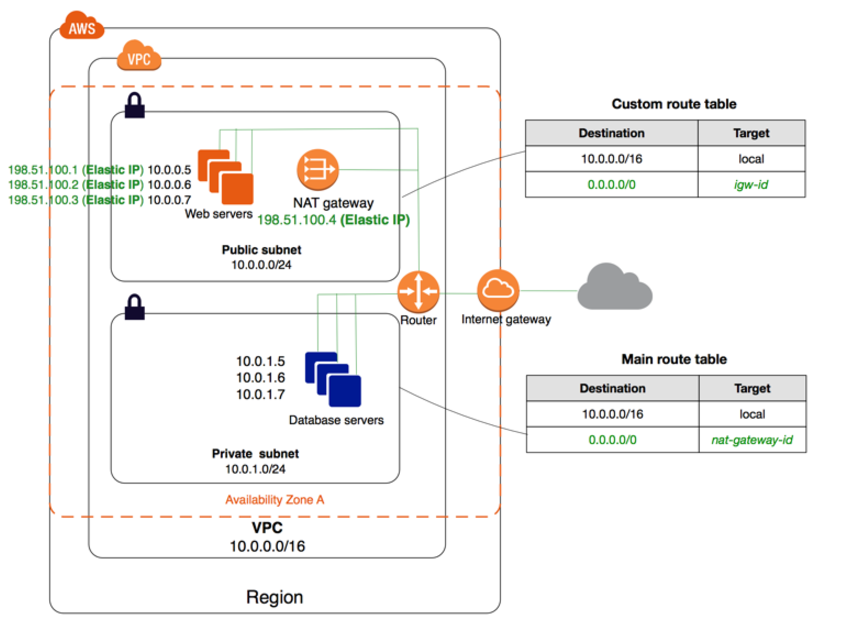 AWS
VPC
198.51.100.1 (Elastic IP) 10.0.0.5
198.51.100.2 (Elastic IP) 10.0.0.6
198.51.100.3 (Elastic IP) 10.0.0.7
Web servers
NAT gateway
198.51.100.4 (Elastic IP)
Public subnet
10.0.0.0/24
Custom route table
Destination Target
10.0.0.0/16 local
0.0.0.0/0 igw-id
Router
Internet gateway
10.0.1.5
10.0.1.6
10.0.1.7
Database servers
Private subnet
10.0.1.0/24
Main route table
Destination Target
10.0.0.0/16 local
0.0.0.0/0 nat-gateway-id
Availability Zone A
VPC
10.0.0.0/16
Region